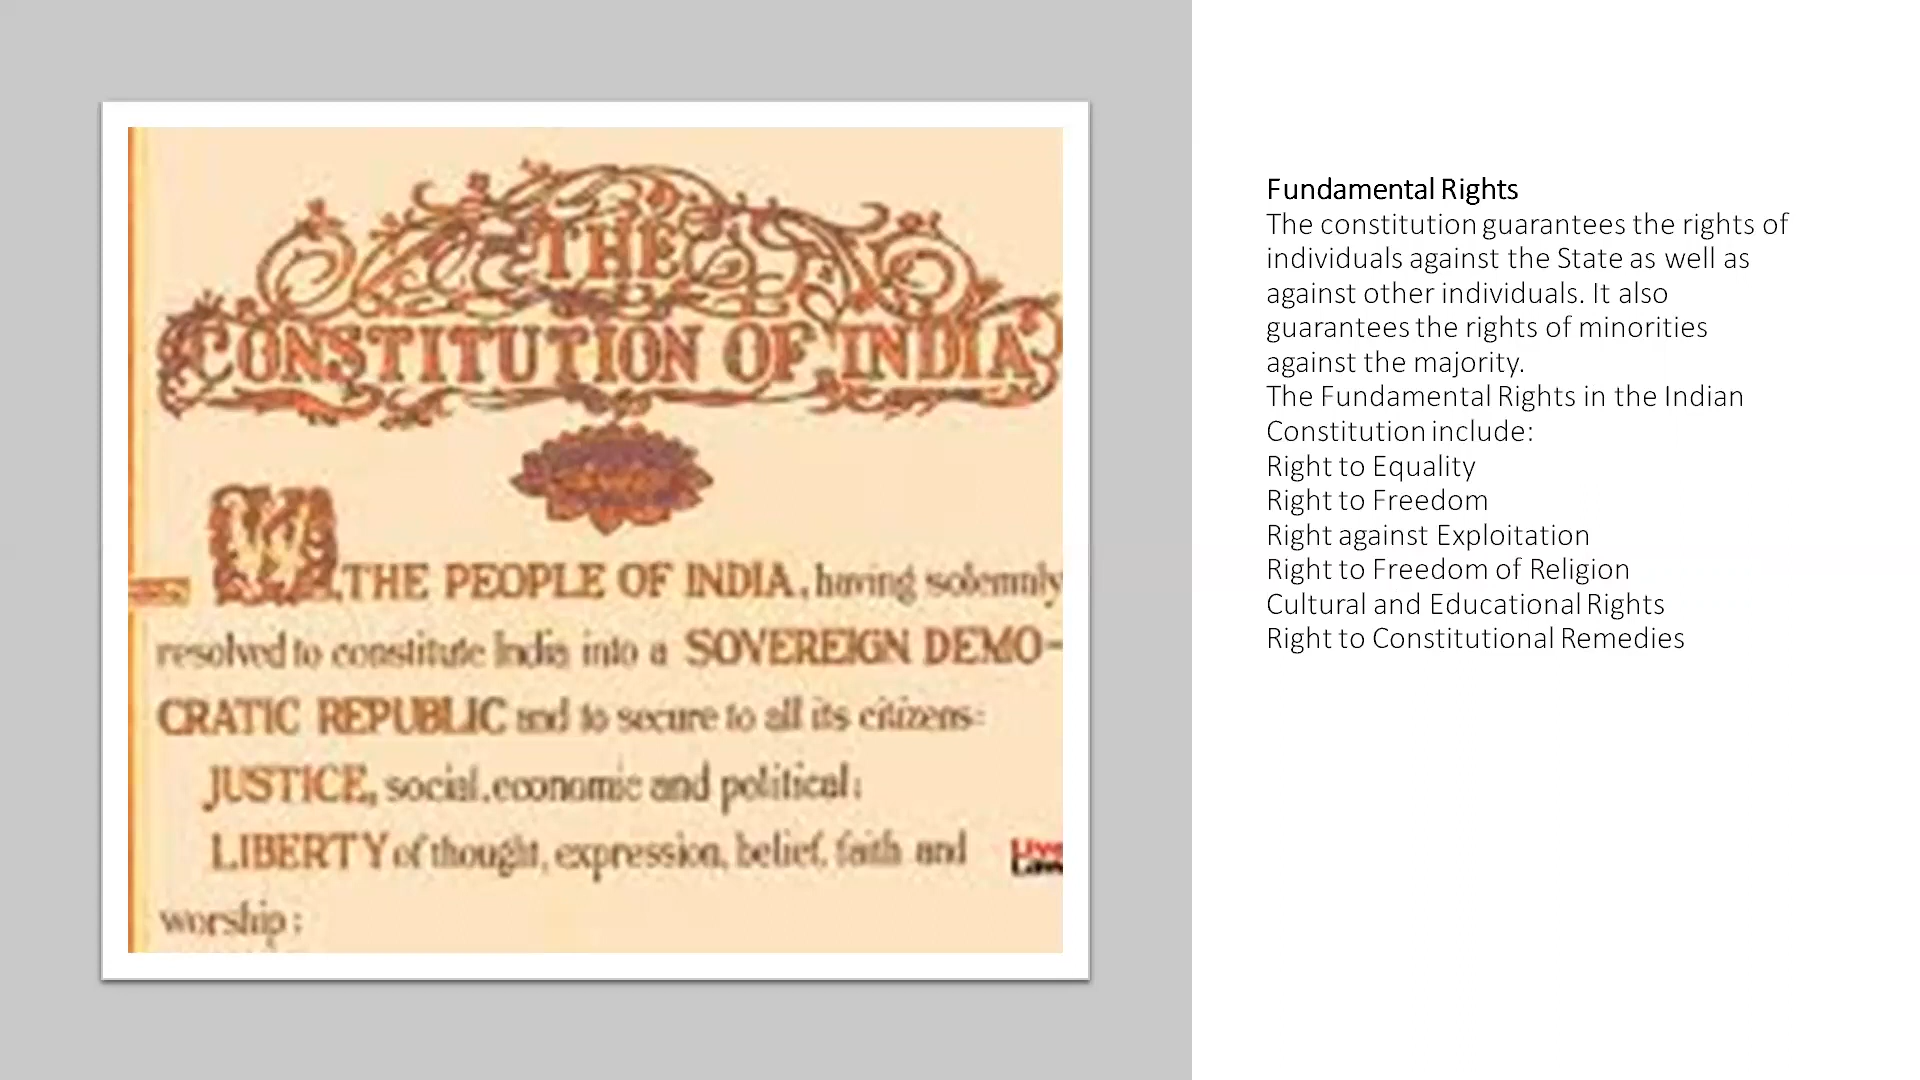 THE
CONSTITUTION OF INDIA
WE, THE PEOPLE OF INDIA, having solemnly
resolved to constitute India into a SOVEREIGN DEMO-
CRATIC REPUBLIC and to secure to all its citizens:
JUSTICE, social, economic and political;
LIBERTY of thought, expression, belief, faith and
worship;
Live
Law
Fundamental Rights
The constitution guarantees the rights of
individuals against the State as well as
against other individuals. It also
guarantees the rights of minorities
against the majority.
The Fundamental Rights in the Indian
Constitution include:
Right to Equality
Right to Freedom
Right against Exploitation
Right to Freedom of Religion
Cultural and Educational Rights
Right to Constitutional Remedies